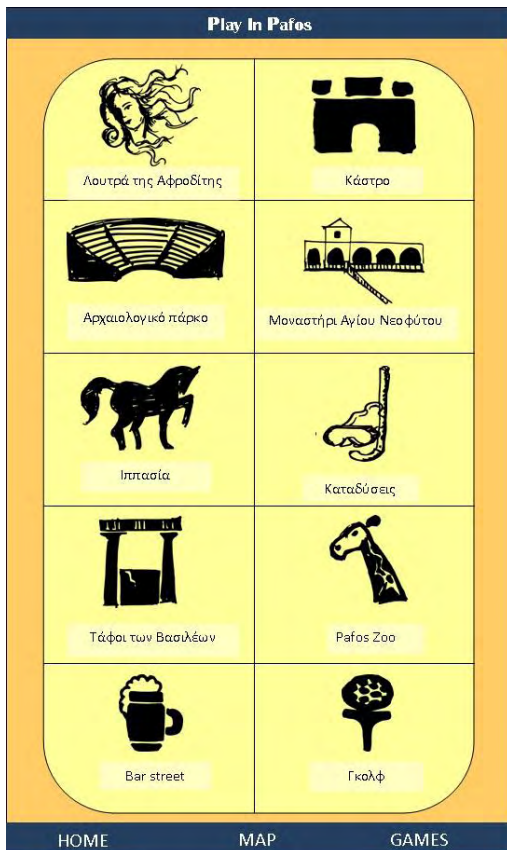 Play In Pafos
Λουτρά της Αφροδίτης
Κάστρο
Αρχαιολογικό πάρκο
Μοναστήρι Αγίου Νεοφύτου
Ιππασία
Καταδύσεις
Τάφοι των Βασιλέων
Pafos Zoo
Bar street
Γκολφ
HOME MAP GAMES